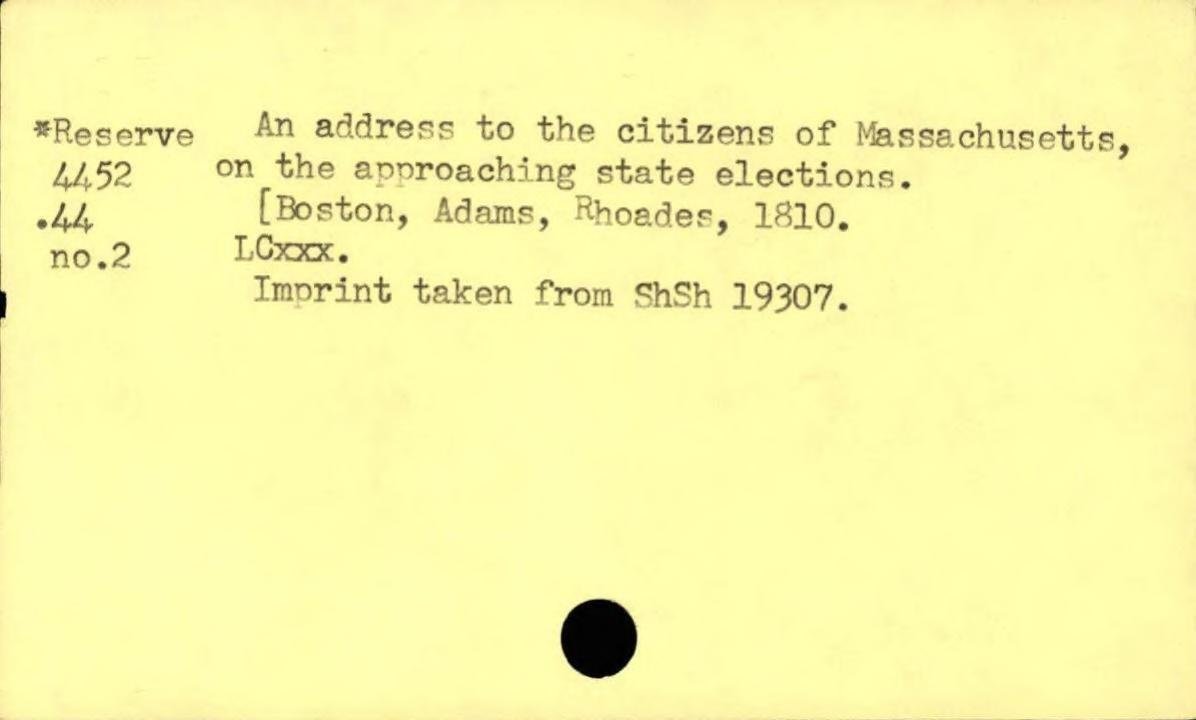 *Reserve An address to the citizens of Massachusetts,
4452 on the approaching state elections.
.44 [Boston, Adams, Rhoades, 1810.
no.2 LCxxx.
Imprint taken from ShSh 19307.